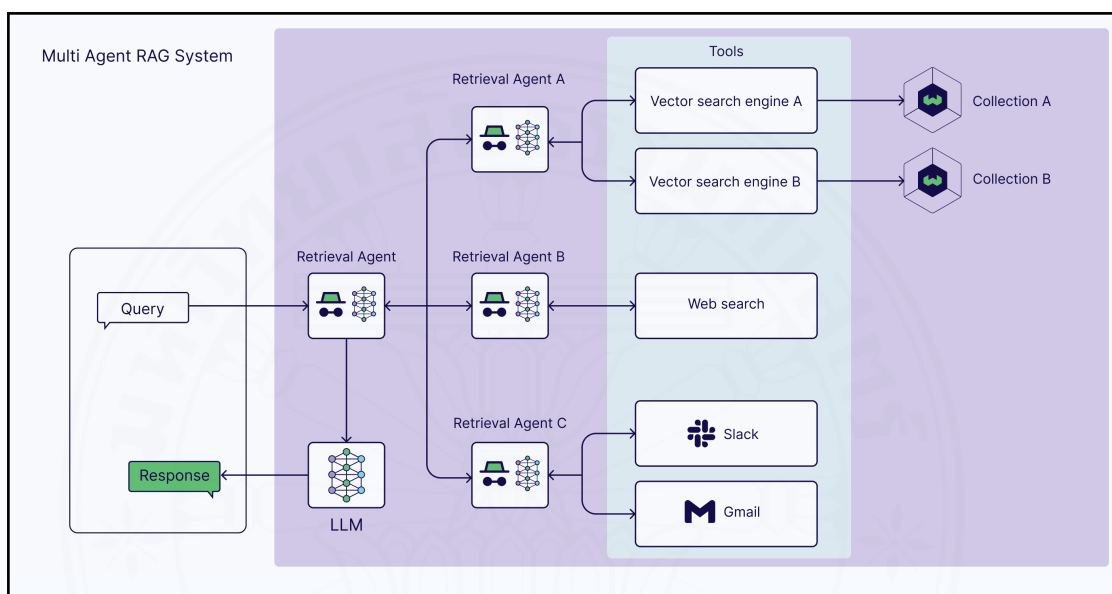 Multi Agent RAG System
Tools
Retrieval Agent A
Vector search engine A
Collection A
Vector search engine B
Collection B
Retrieval Agent
Retrieval Agent B
Query
Web search
Retrieval Agent C
Slack
Response
Gmail
LLM